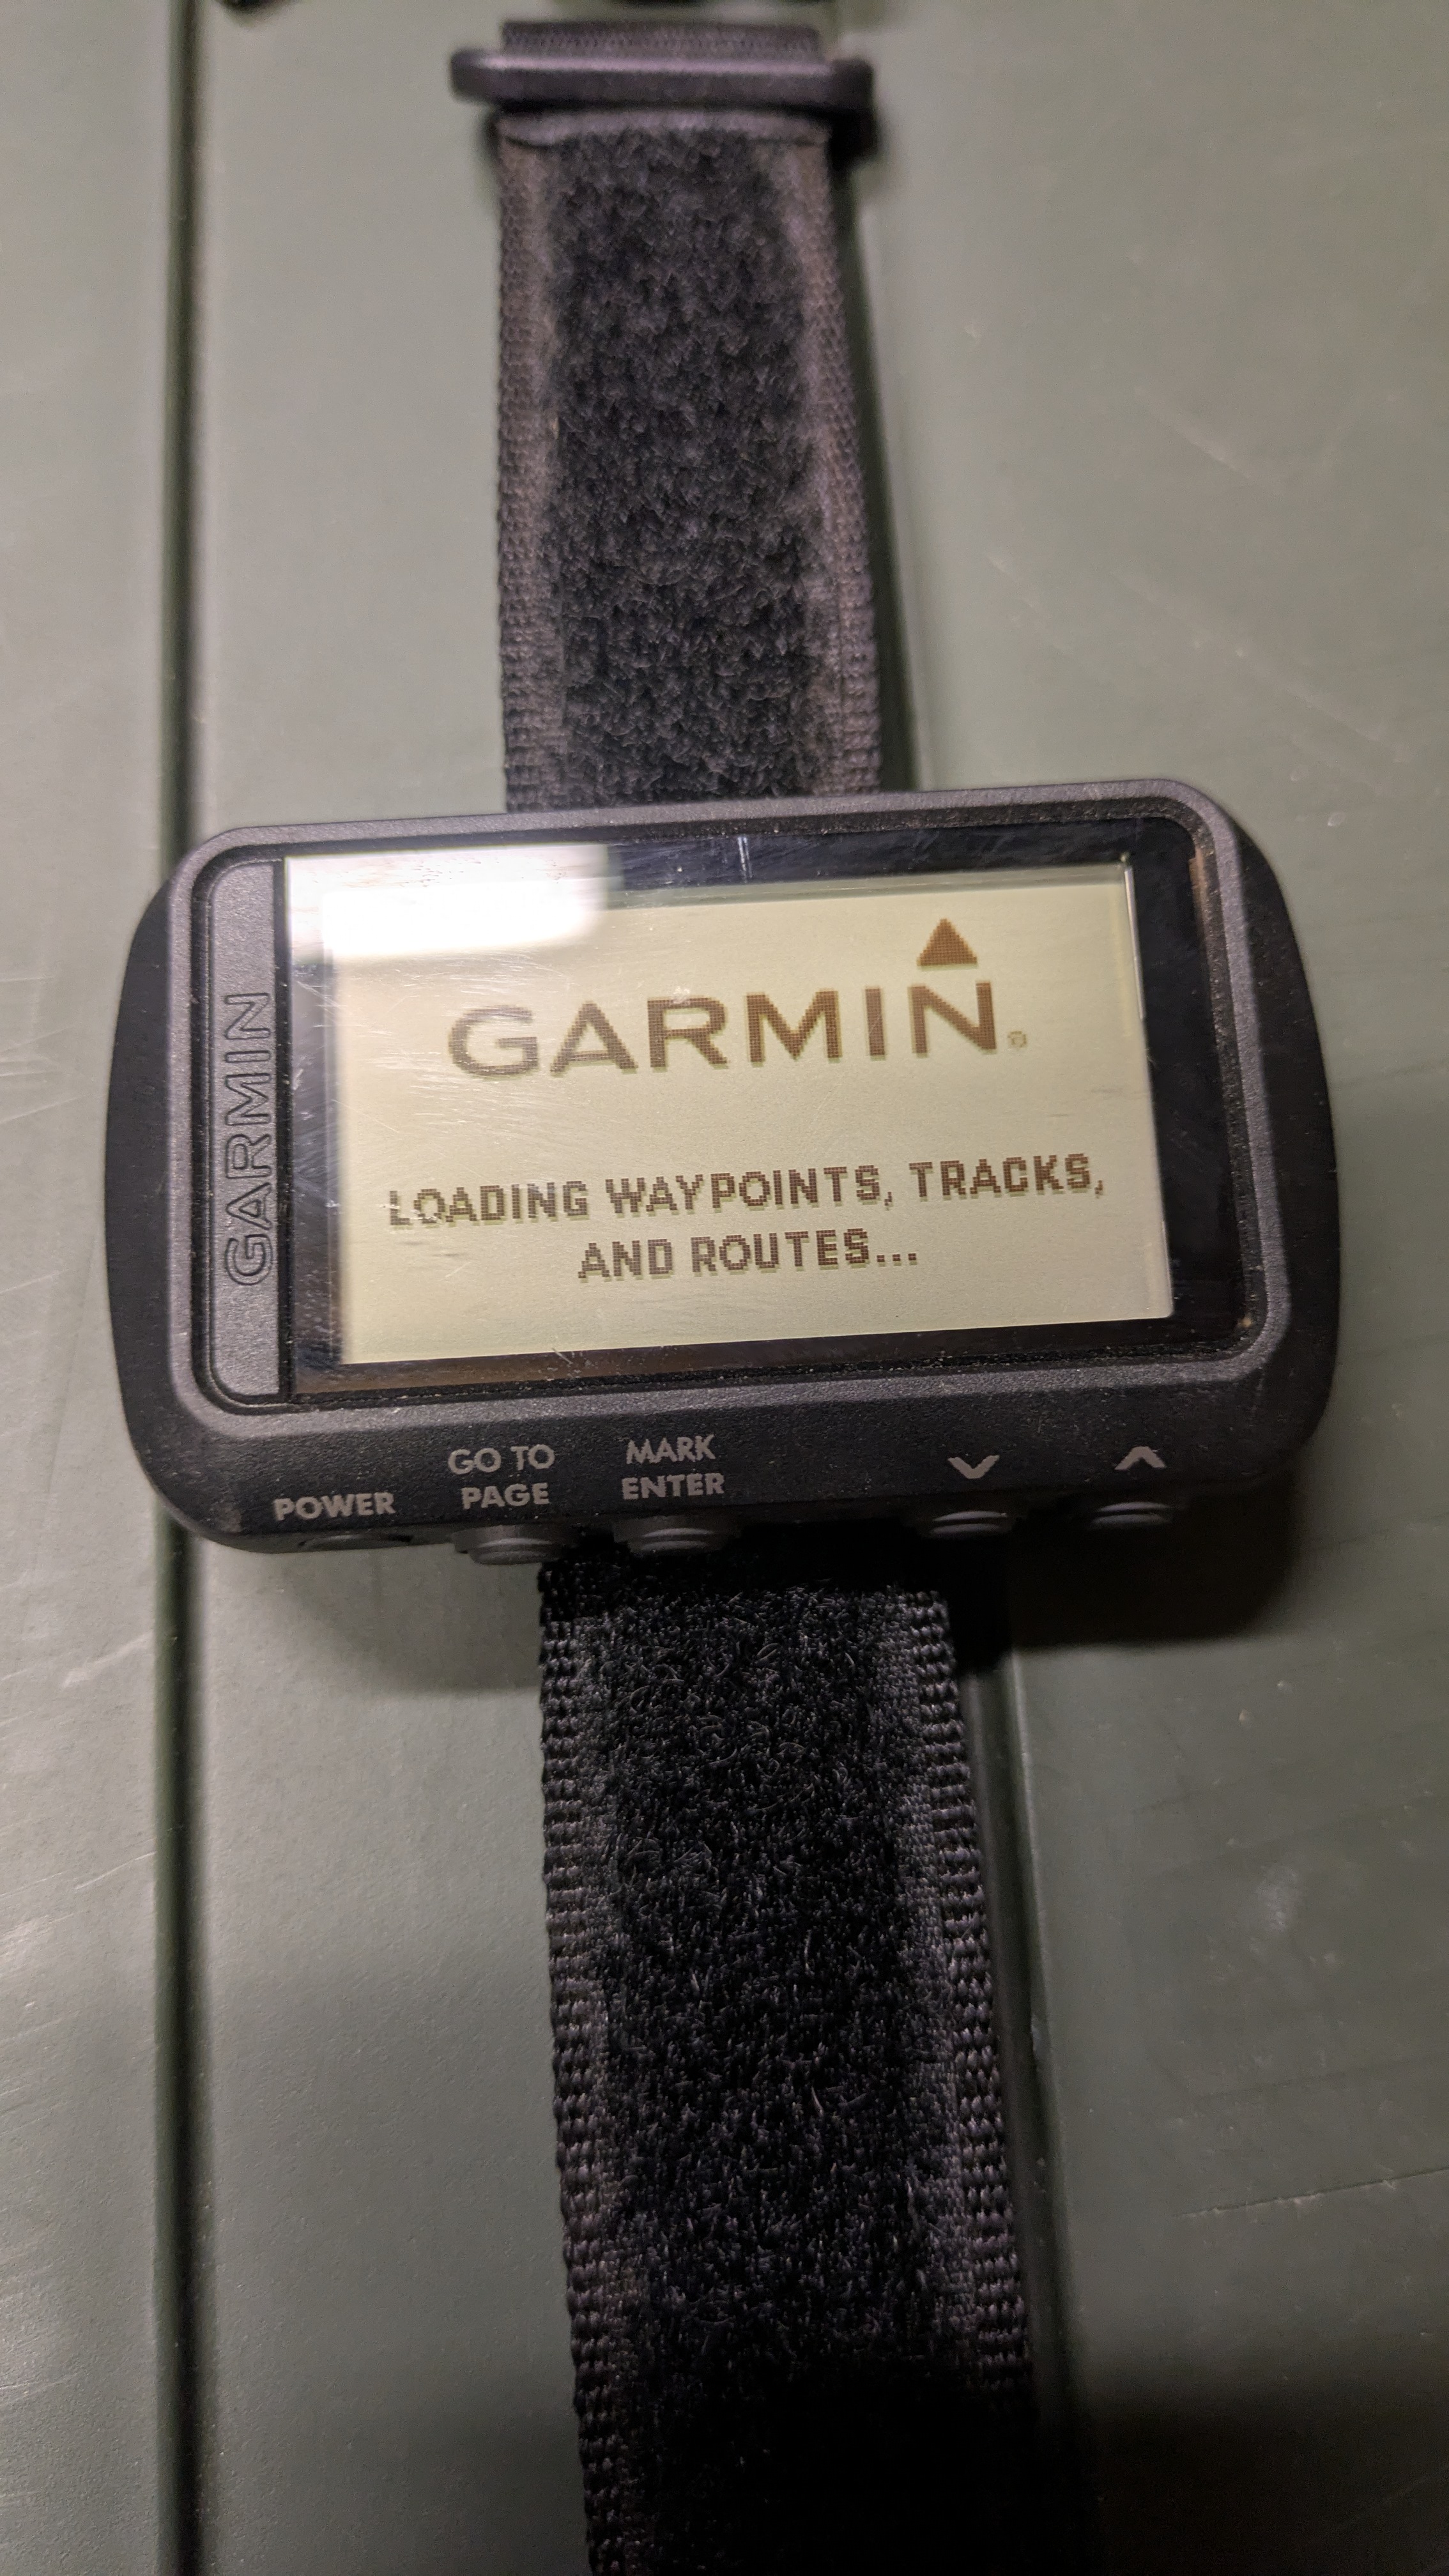 GARMIN
GARMIN®
LOADING WAYPOINTS, TRACKS,
AND ROUTES...
POWER
GO TO
PAGE
MARK
ENTER